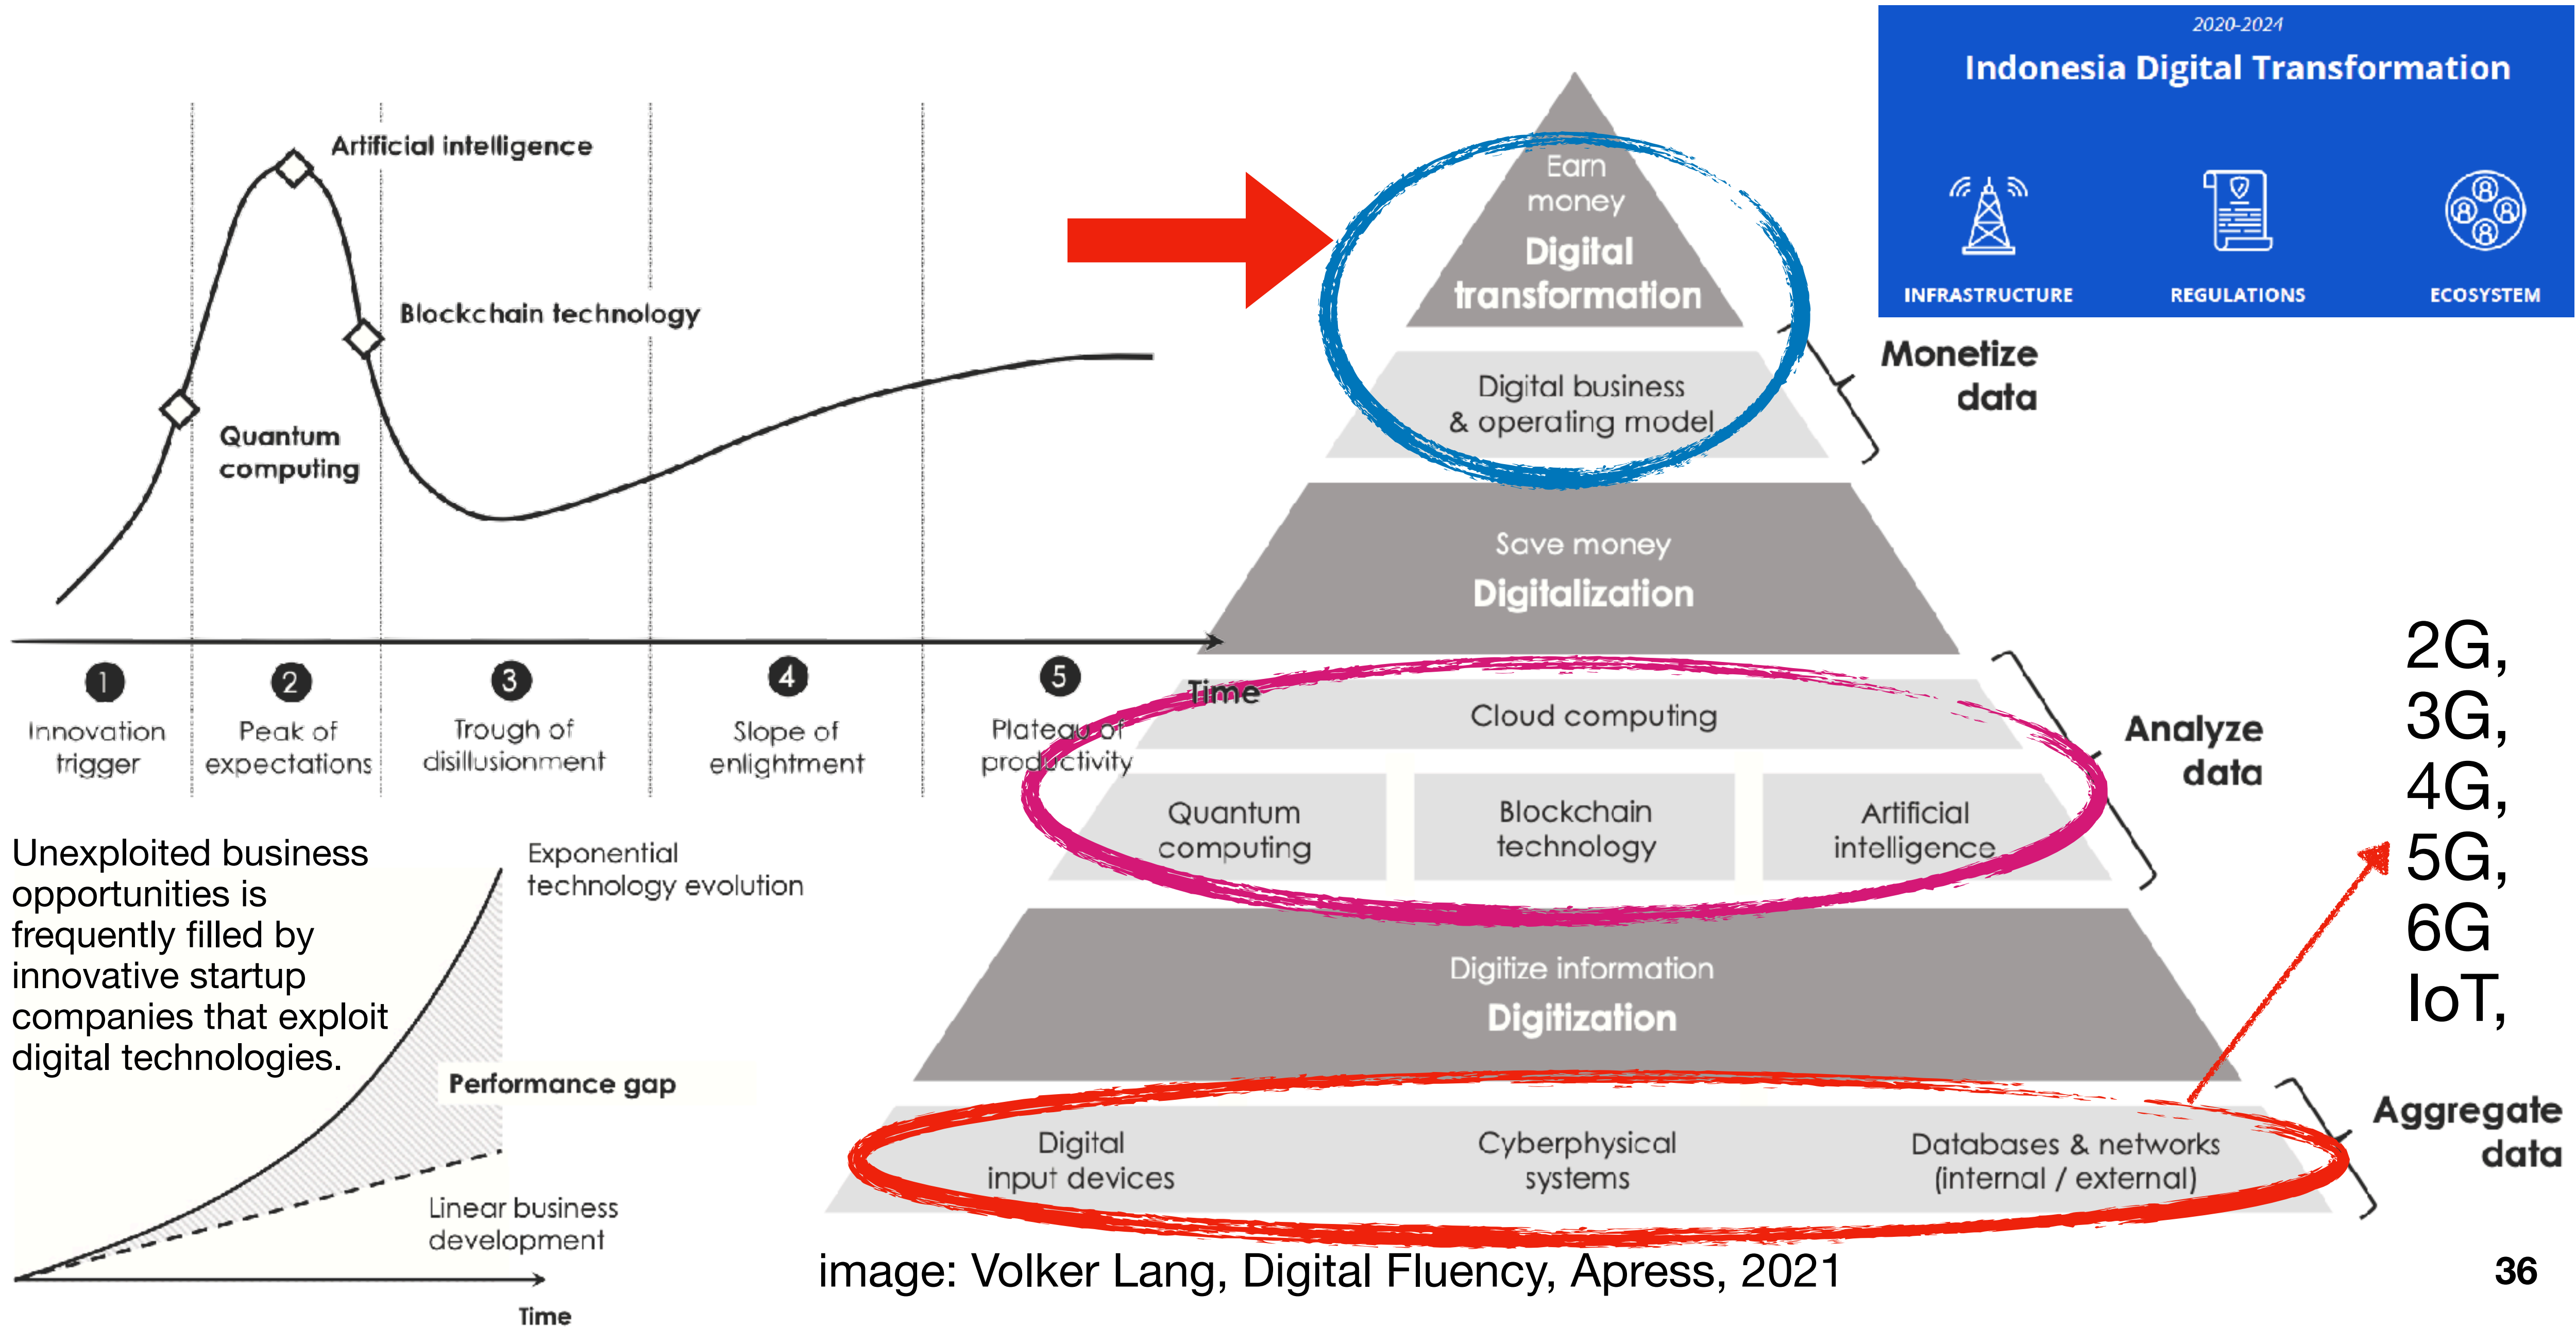 2020-2024
Indonesia Digital Transformation
INFRASTRUCTURE
REGULATIONS
ECOSYSTEM
Artificial intelligence
Blockchain technology
Quantum
computing
1
2
3
4
5
Time
Innovation
trigger
Peak of
expectations
Trough of
disillusionment
Slope of
enlightment
Plateau of
productivity
Unexploited business
opportunities is
frequently filled by
innovative startup
companies that exploit
digital technologies.
Exponential
technology evolution
Performance gap
Linear business
development
Time
Earn
money
Digital
transformation
Digital business
& operating model
Monetize
data
Save money
Digitalization
Cloud computing
Quantum
computing
Blockchain
technology
Artificial
intelligence
Analyze
data
Digitize information
Digitization
Digital
input devices
Cyberphysical
systems
Databases & networks
(internal / external)
Aggregate
data
2G,
3G,
4G,
5G,
6G
IoT,
image: Volker Lang, Digital Fluency, Apress, 2021
36